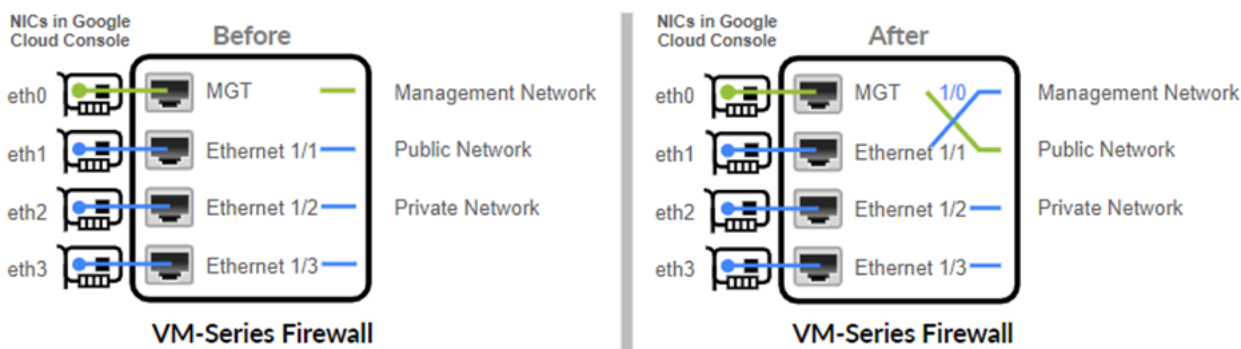 NICs in Google
Cloud Console
Before
eth0
MGT
Management Network
eth1
Ethernet 1/1
Public Network
eth2
Ethernet 1/2
Private Network
eth3
Ethernet 1/3
VM-Series Firewall
NICs in Google
Cloud Console
After
eth0
MGT
1/0
Management Network
eth1
Ethernet 1/1
Public Network
eth2
Ethernet 1/2
Private Network
eth3
Ethernet 1/3
VM-Series Firewall